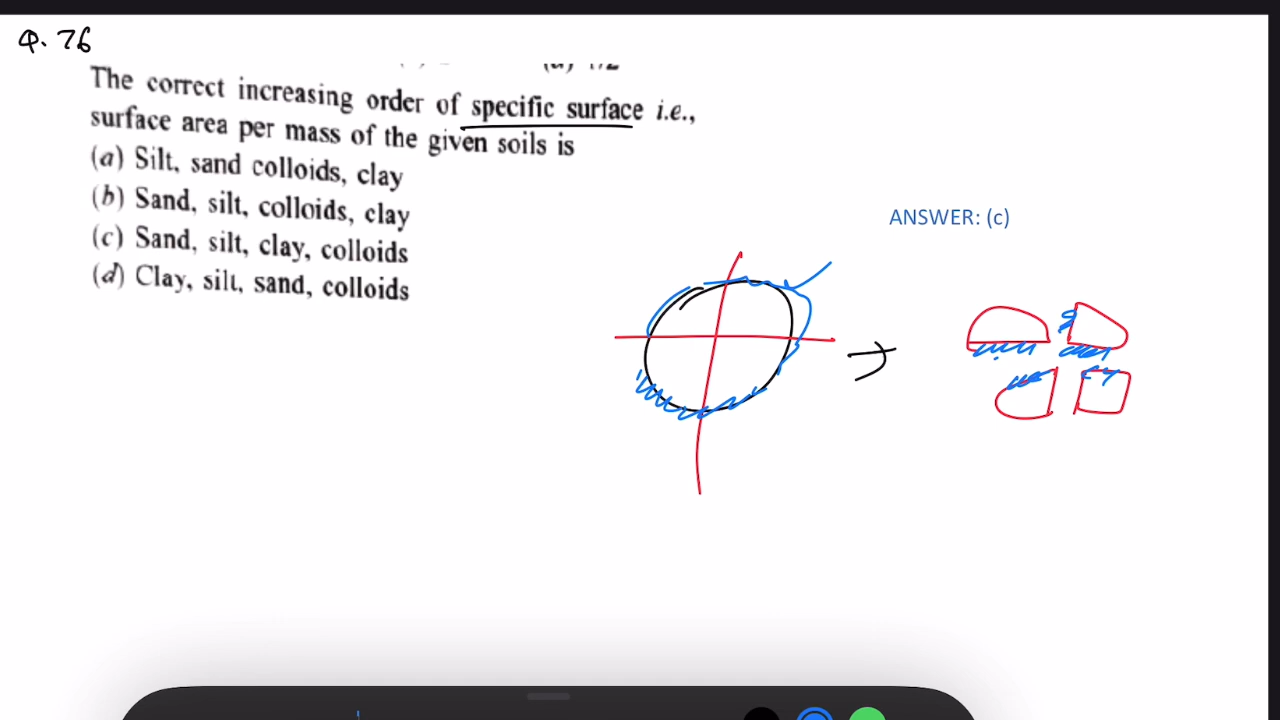 Q. 76
The correct increasing order of specific surface i.e.,
surface area per mass of the given soils is
(a) Silt, sand colloids, clay
(b) Sand, silt, colloids, clay
(c) Sand, silt, clay, colloids
(d) Clay, silt, sand, colloids
ANSWER: (c)